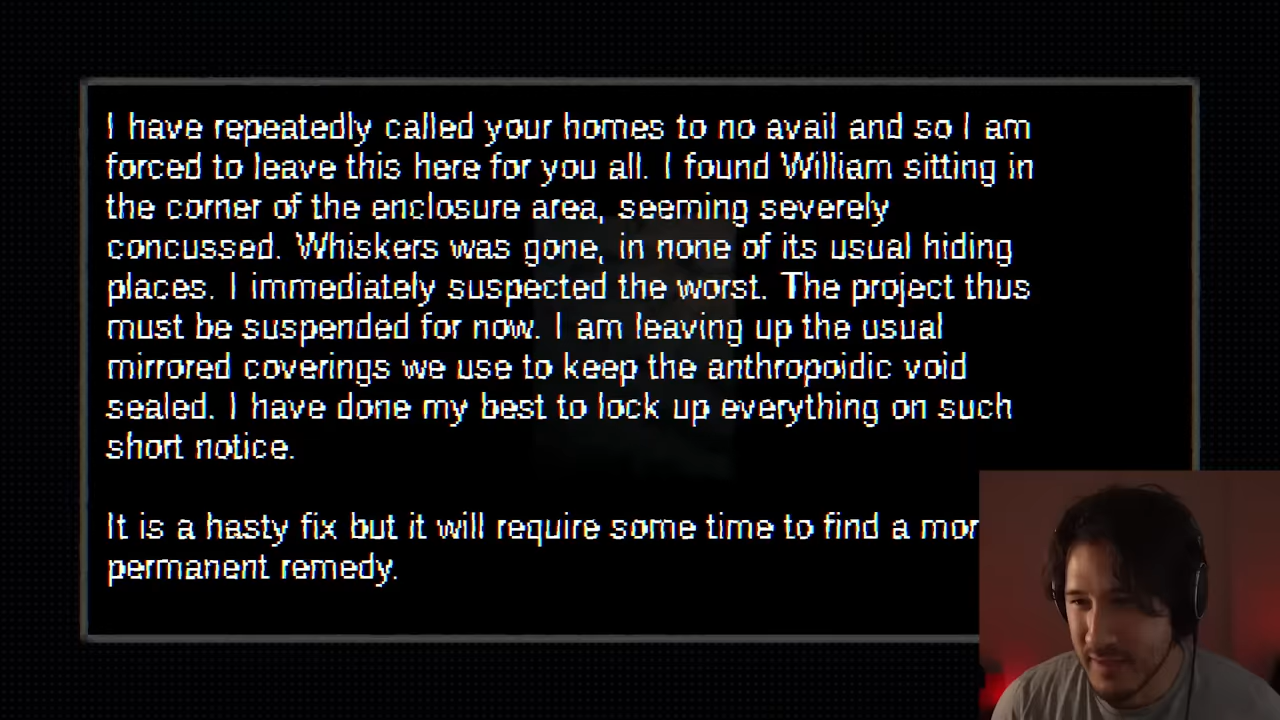 I have repeatedly called your homes to no avail and so I am
forced to leave this here for you all. I found William sitting in
the corner of the enclosure area, seeming severely
concussed. Whiskers was gone, in none of its usual hiding
places. I immediately suspected the worst. The project thus
must be suspended for now. I am leaving up the usual
mirrored coverings we use to keep the anthropoidic void
sealed. I have done my best to lock up everything on such
short notice.
It is a hasty fix but it will require some time to find a mor
permanent remedy.